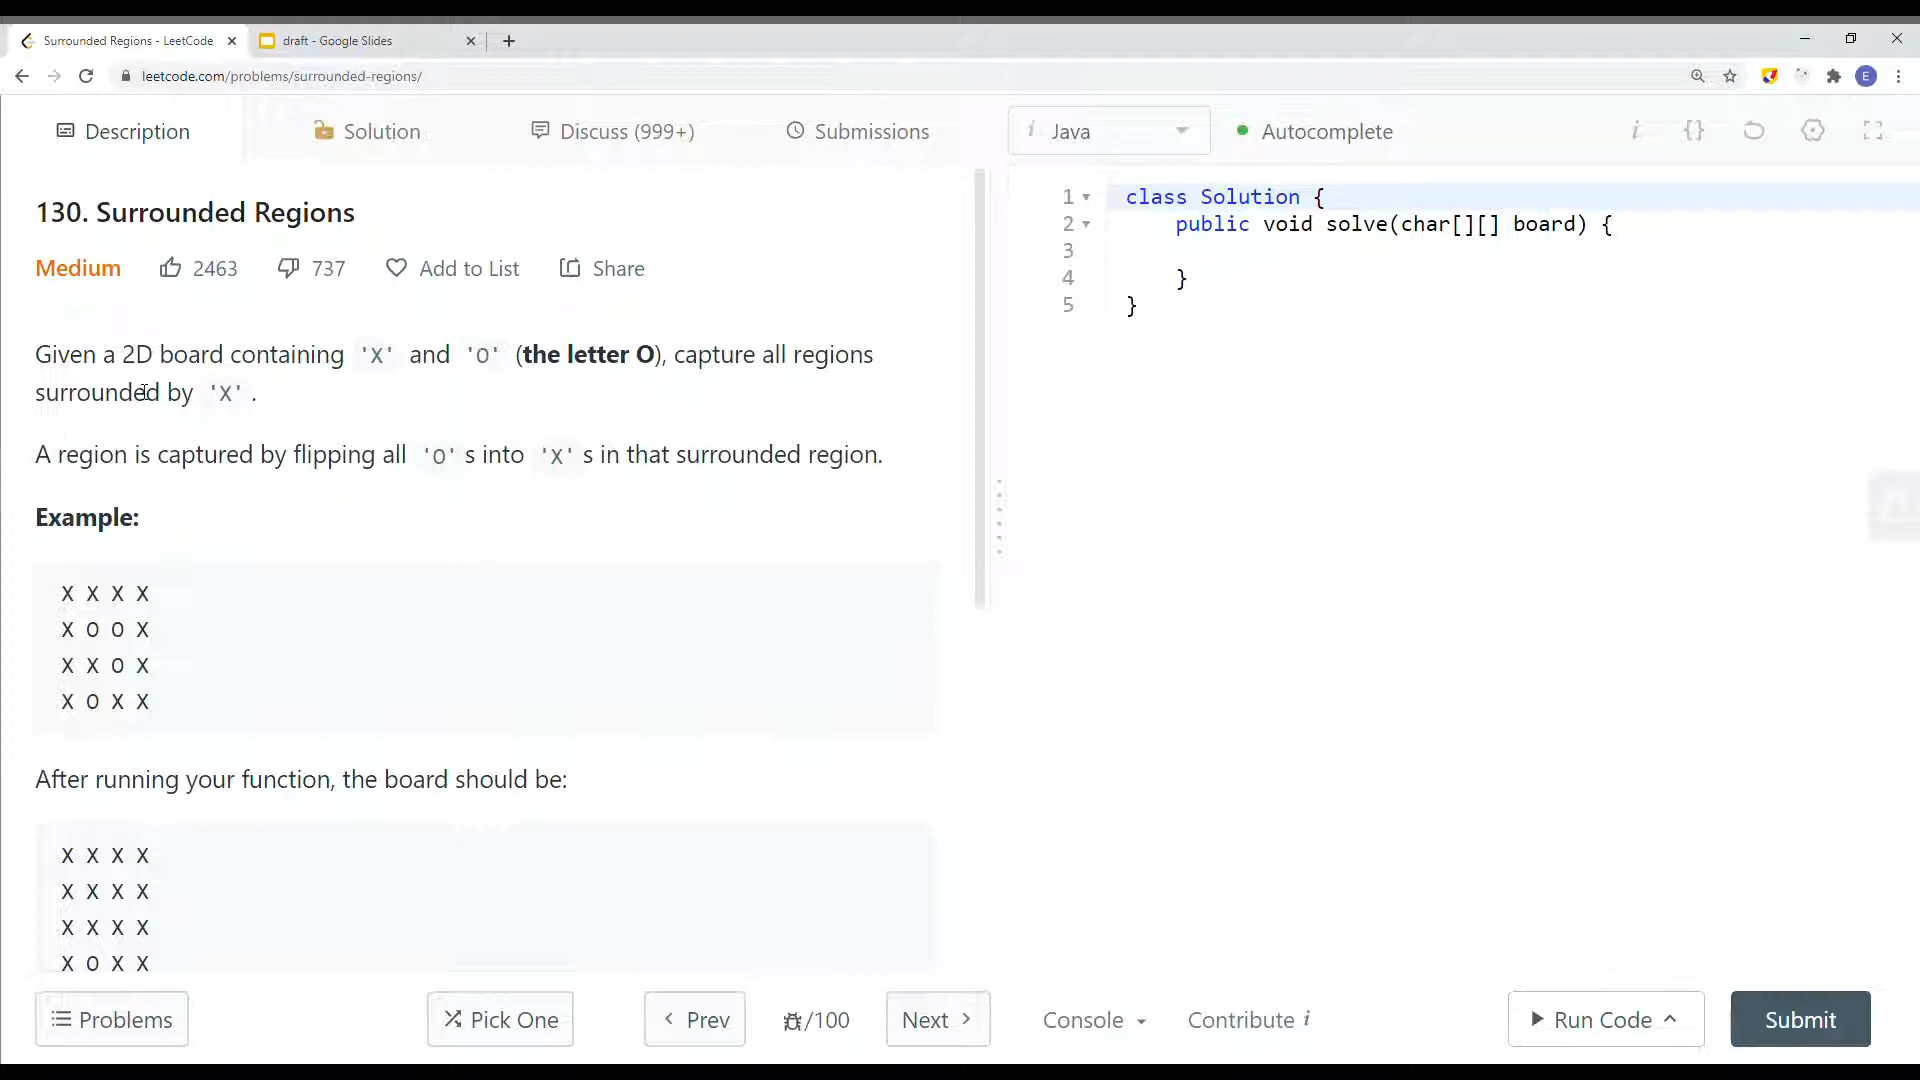 Surrounded Regions - LeetCode
draft - Google Slides
leetcode.com/problems/surrounded-regions/
E
Description
Solution
Discuss (999+)
Submissions
i Java
Autocomplete
i {}
130. Surrounded Regions
Medium
2463
737
Add to List
Share
Given a 2D board containing 'X' and 'O' (the letter O), capture all regions
surrounded by 'X' .
A region is captured by flipping all 'O' s into 'X' s in that surrounded region.
Example:
X X X X
X O O X
X X O X
X O X X
After running your function, the board should be:
X X X X
X X X X
X X X X
X O X X
1 class Solution {
2 public void solve(char[][] board) {
3
4 }
5 }
Problems
Pick One
Prev
/100
Next
Console
Contribute i
Run Code
Submit